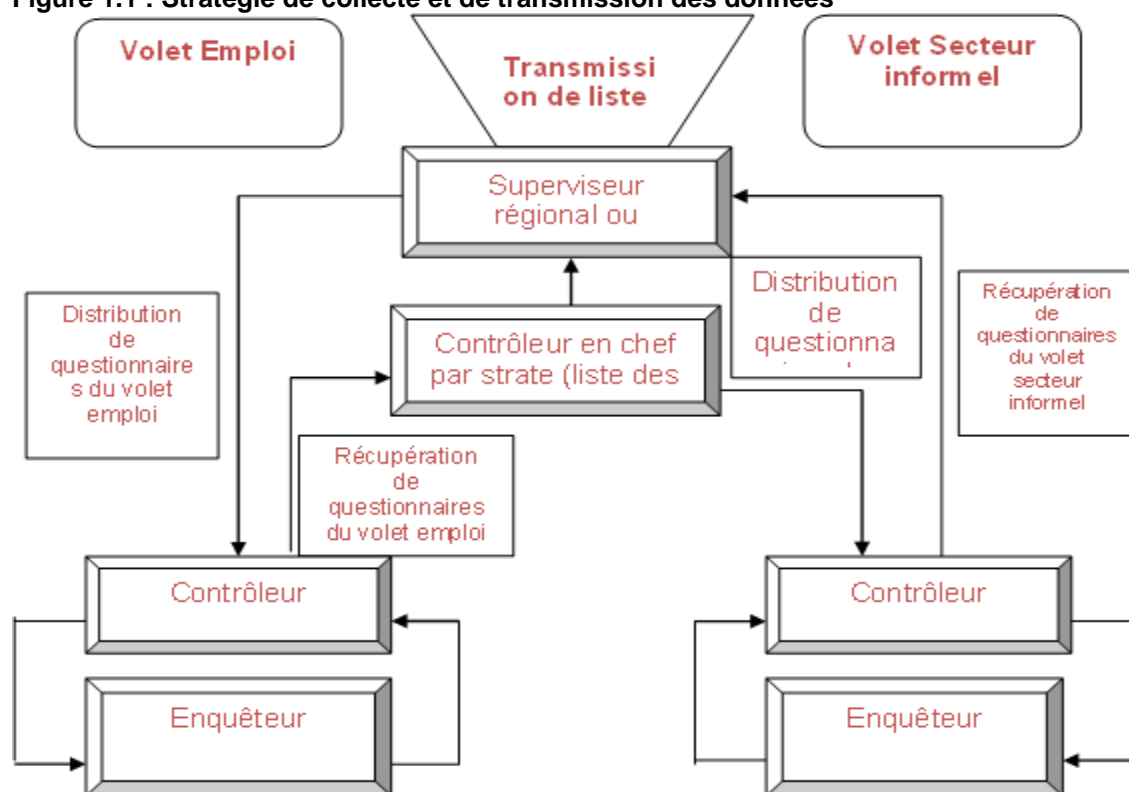 Figure 1.1 : Stratégie de collecte et de transmission des données
Volet Emploi
Transmissi
on de liste
Volet Secteur
informel
Superviseur
régional ou
Distribution
de
questionnaire
s du volet
emploi
Contrôleur en chef
par strate (liste des
Distribution
de
questionna
Récupération
de
questionnaires
du volet
secteur
informel
Récupération
de
questionnaires
du volet emploi
Contrôleur
Contrôleur
Enquêteur
Enquêteur